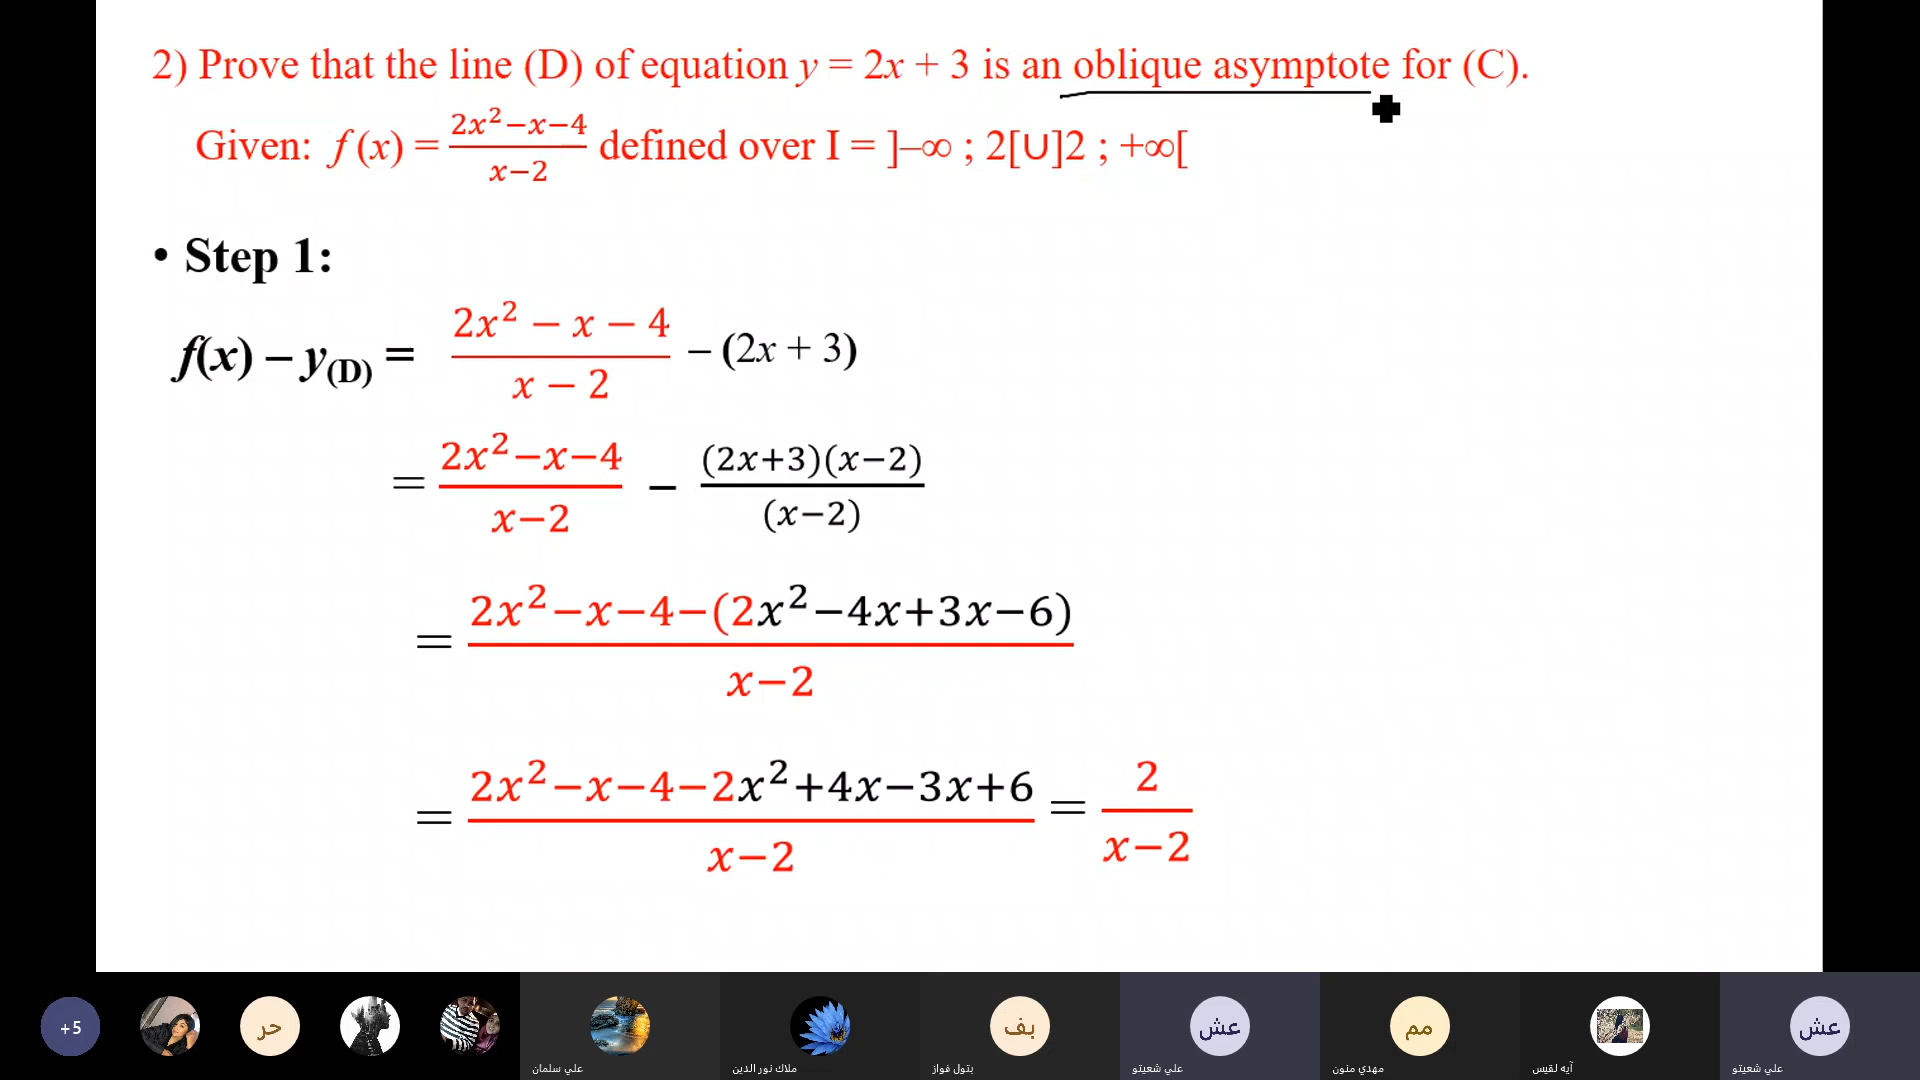 2) Prove that the line (D) of equation y = 2x + 3 is an oblique asymptote for (C).
Given: f (x) = (2x²−x−4)/(x−2) defined over I = ]–∞ ; 2[∪]2 ; +∞[
• Step 1:
f(x) – y(D) = (2x² − x − 4)/(x − 2) – (2x + 3)
= (2x²−x−4)/(x−2) − ((2x+3)(x−2))/((x−2))
= (2x²−x−4−(2x²−4x+3x−6))/(x−2)
= (2x²−x−4−2x²+4x−3x+6)/(x−2) = 2/(x−2)
+5
حر
بف
عش
مم
عش
علي سلمان
ملاك نور الدين
بتول فواز
علي شعيتو
مهدي منون
آيه لقيس
علي شعيتو